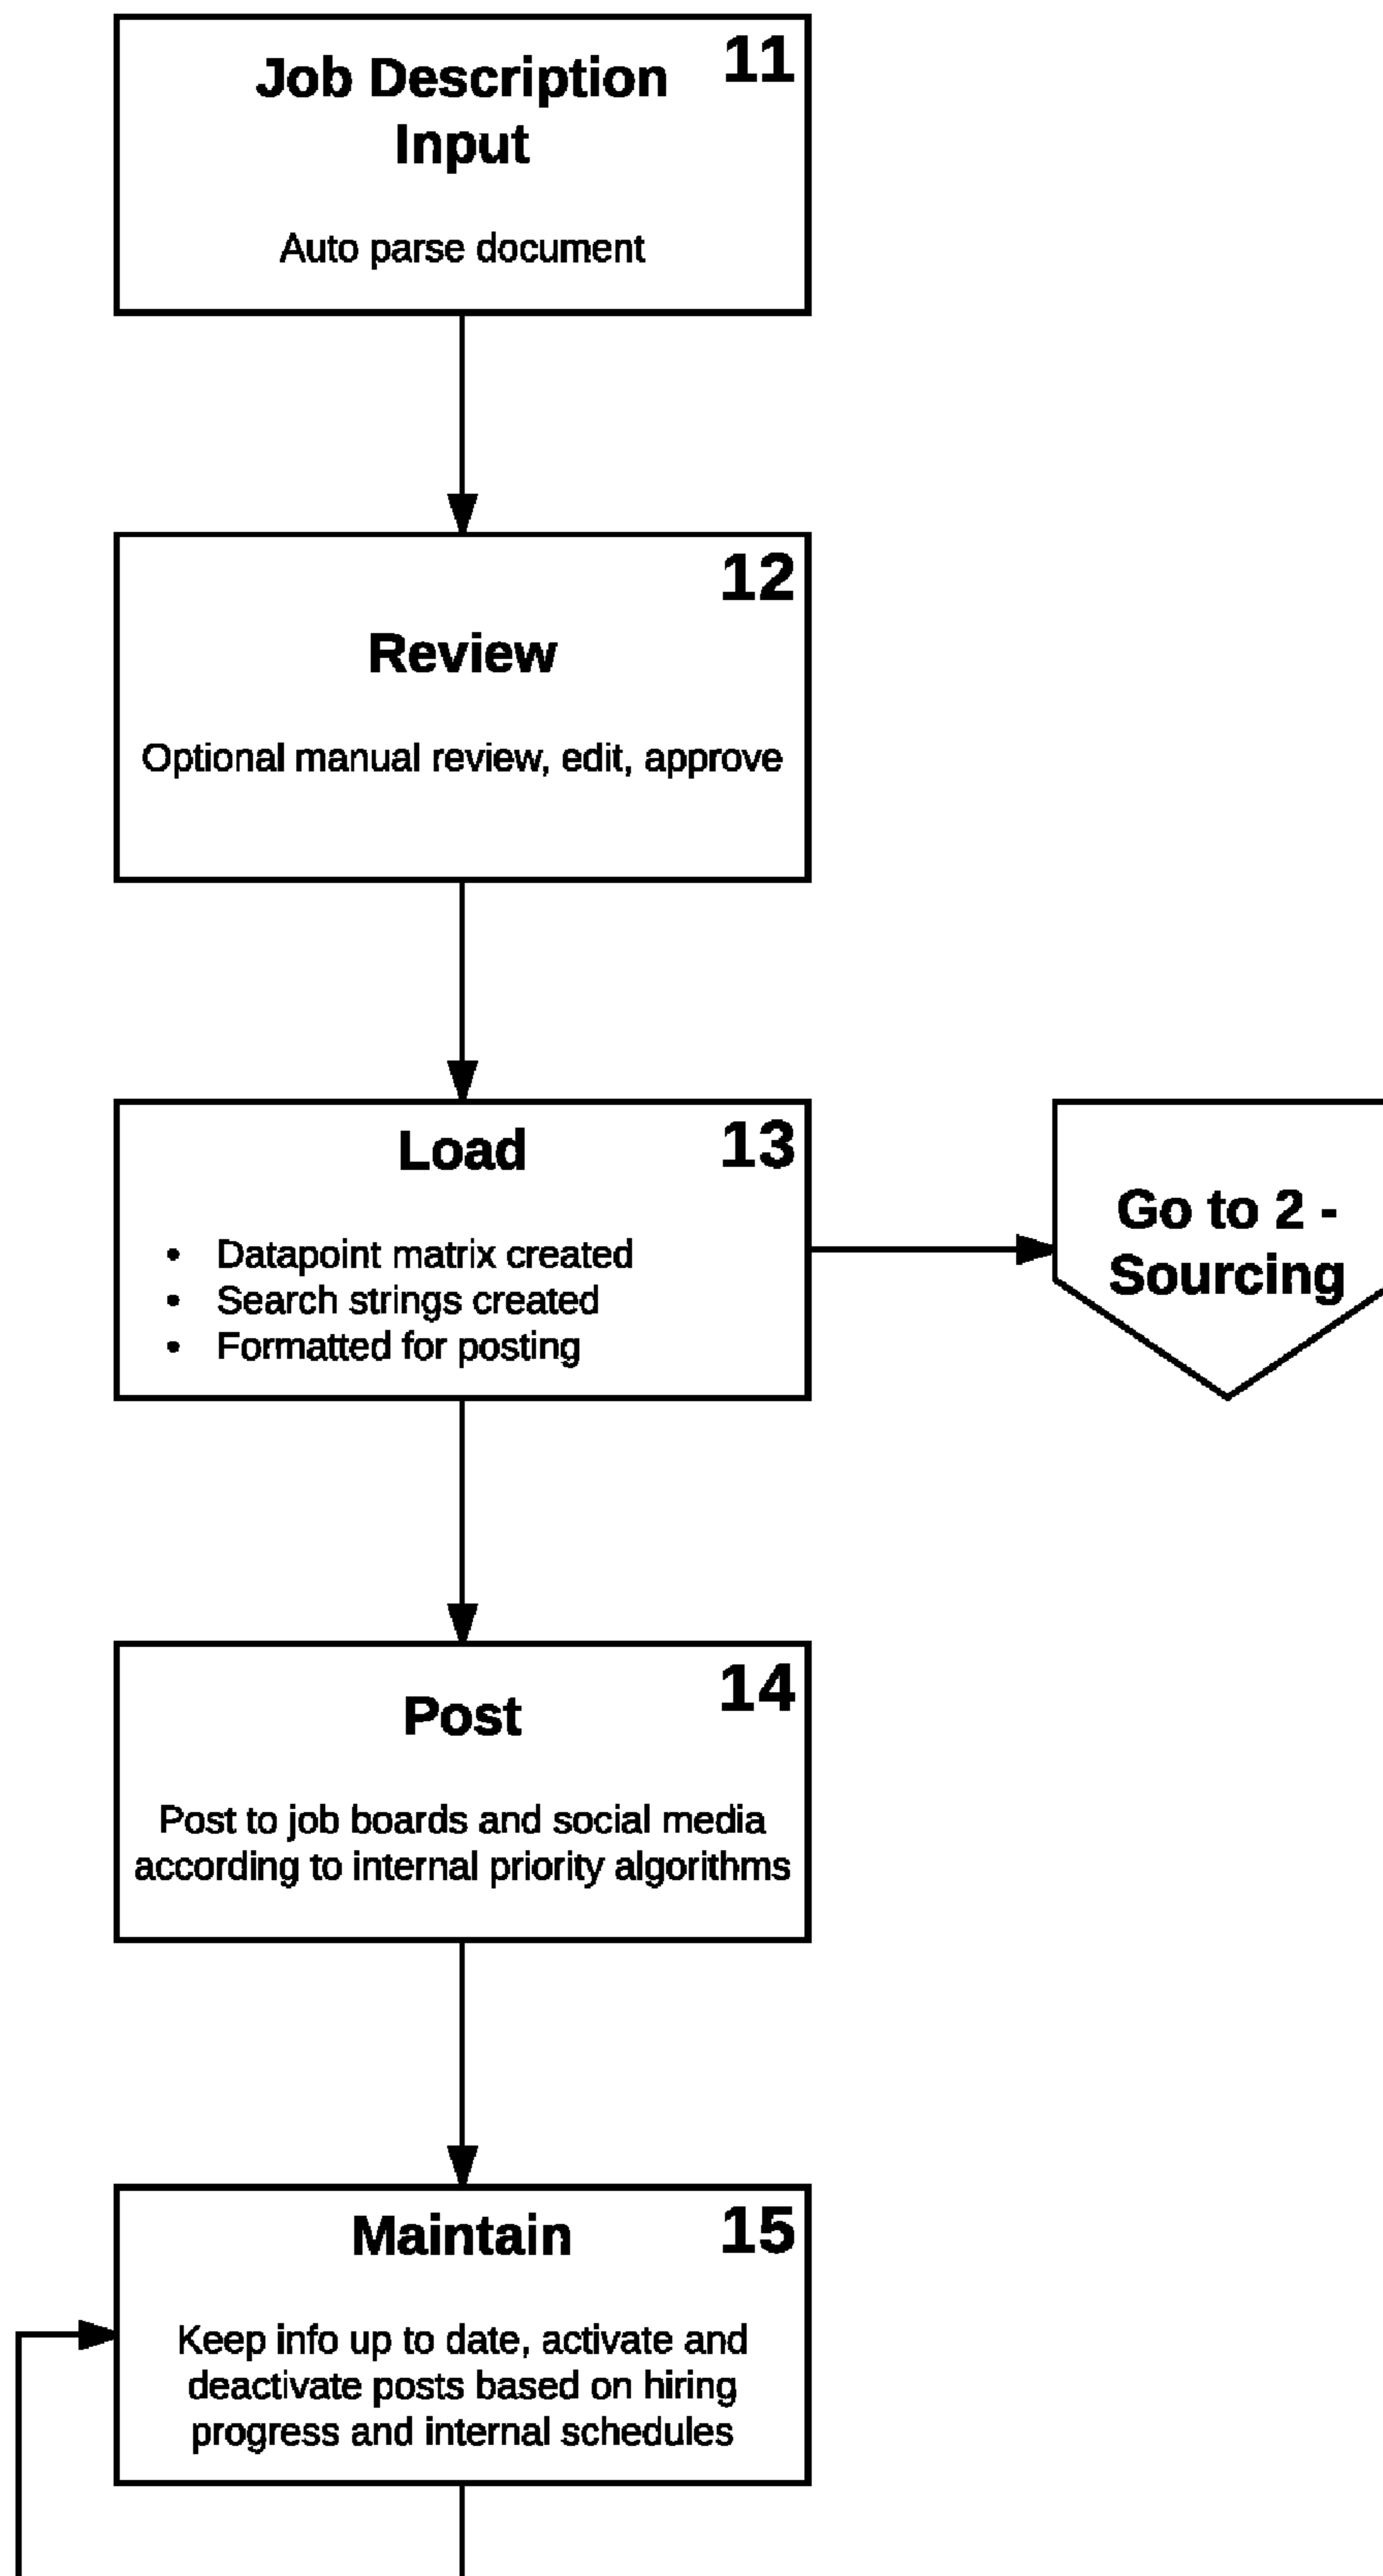 11
Job Description
Input
Auto parse document
12
Review
Optional manual review, edit, approve
13
Load
• Datapoint matrix created
• Search strings created
• Formatted for posting
Go to 2 -
Sourcing
14
Post
Post to job boards and social media
according to internal priority algorithms
15
Maintain
Keep info up to date, activate and
deactivate posts based on hiring
progress and internal schedules